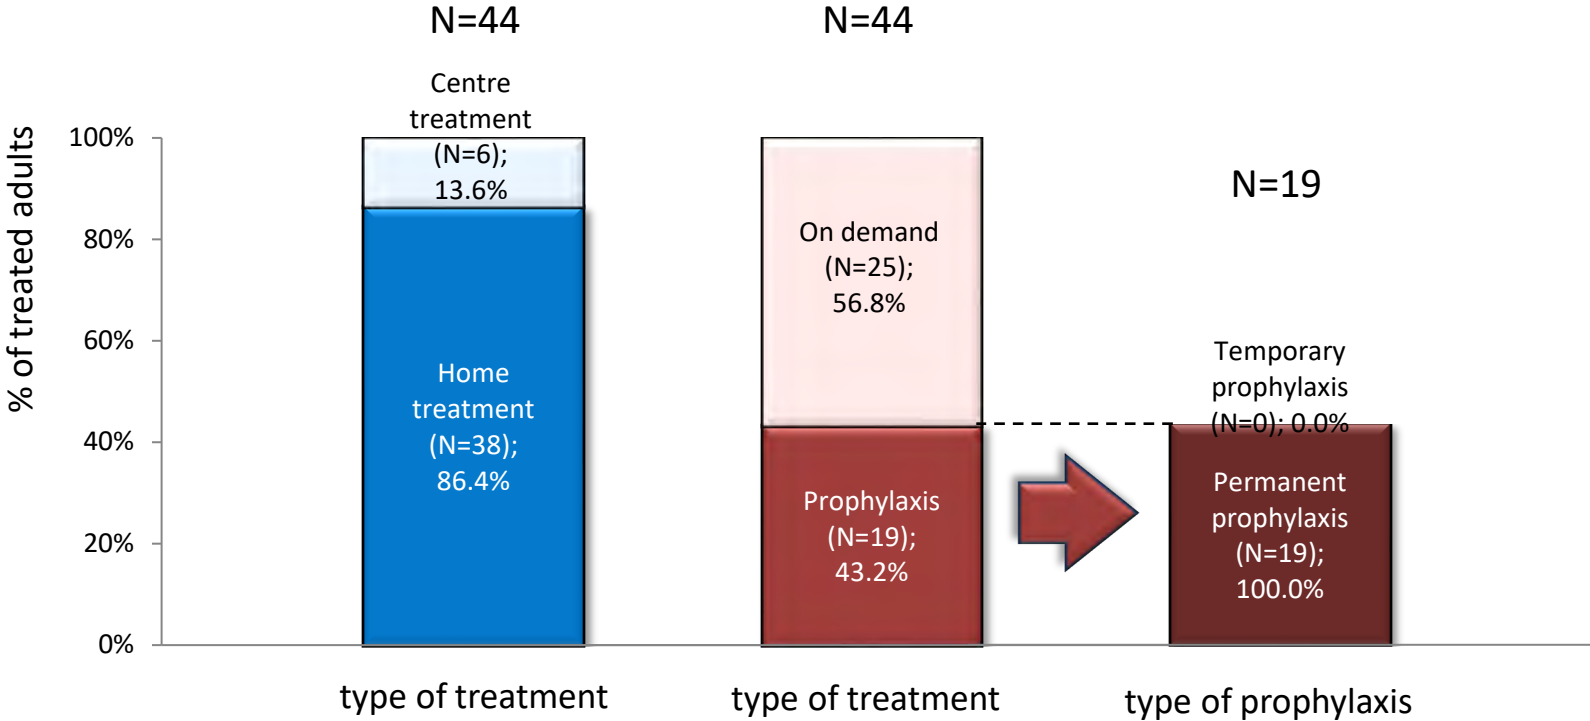 N=44
N=44
N=19
% of treated adults
100%
80%
60%
40%
20%
0%
Centre
treatment
(N=6);
13.6%
Home
treatment
(N=38);
86.4%
On demand
(N=25);
56.8%
Prophylaxis
(N=19);
43.2%
Temporary
prophylaxis
(N=0); 0.0%
Permanent
prophylaxis
(N=19);
100.0%
type of treatment
type of treatment
type of prophylaxis